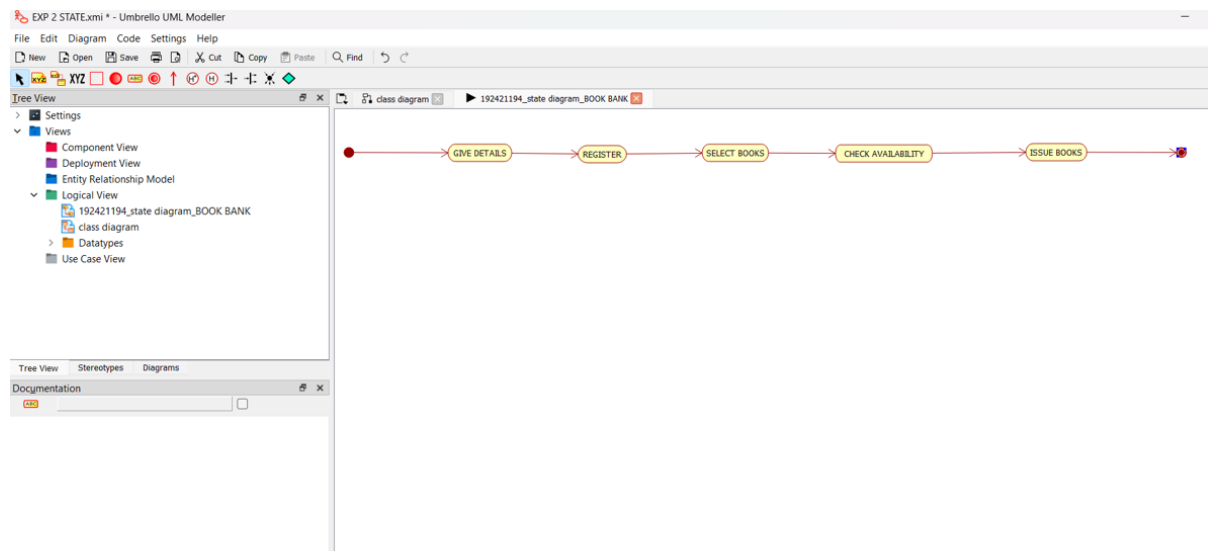 EXP 2 STATE.xmi * - Umbrello UML Modeller
File Edit Diagram Code Settings Help
New Open Save Cut Copy Paste Find
XYZ XYZ ABC H* H
Tree View
class diagram
192421194_state diagram_BOOK BANK
Settings
Views
Component View
Deployment View
Entity Relationship Model
Logical View
192421194_state diagram_BOOK BANK
class diagram
Datatypes
Use Case View
GIVE DETAILS REGISTER SELECT BOOKS CHECK AVAILABILITY ISSUE BOOKS
Tree View Stereotypes Diagrams
Documentation
ABC